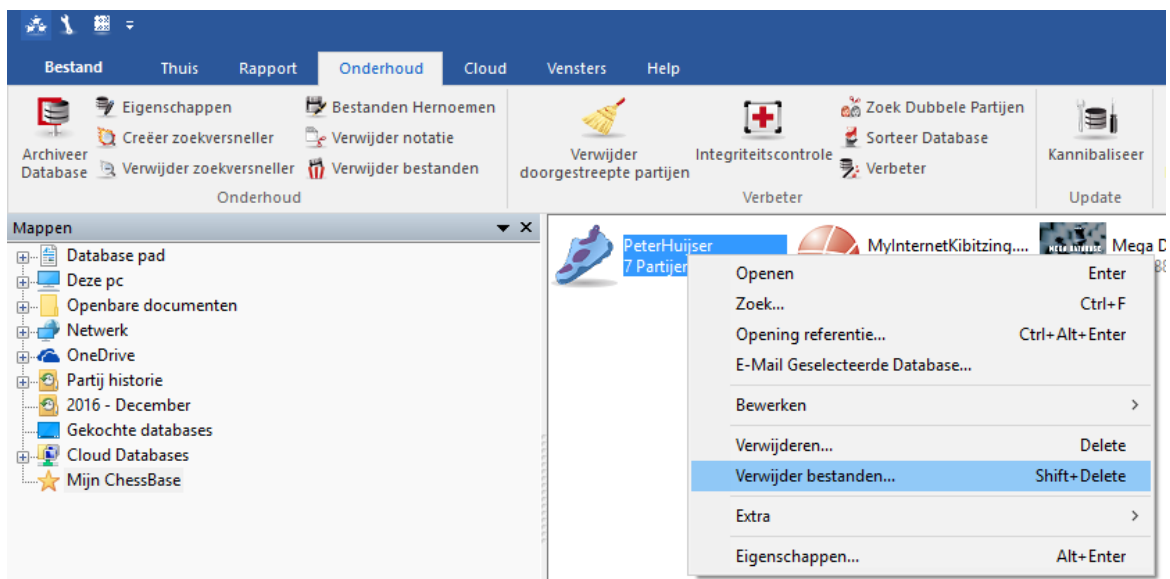 Bestand Thuis Rapport Onderhoud Cloud Vensters Help
Archiveer Database
Eigenschappen
Creëer zoekversneller
Verwijder zoekversneller
Bestanden Hernoemen
Verwijder notatie
Verwijder bestanden
Onderhoud
Verwijder
doorgestreepte partijen
Integriteitscontrole
Zoek Dubbele Partijen
Sorteer Database
Verbeter
Verbeter
Kannibaliseer
Update
Mappen
Database pad
Deze pc
Openbare documenten
Netwerk
OneDrive
Partij historie
2016 - December
Gekochte databases
Cloud Databases
Mijn ChessBase
PeterHuijser
7 Partijen
MyInternetKibitzing....
MEGA DATABASE
Mega D
Openen Enter
Zoek... Ctrl+F
Opening referentie... Ctrl+Alt+Enter
E-Mail Geselecteerde Database...
Bewerken
Verwijderen... Delete
Verwijder bestanden... Shift+Delete
Extra
Eigenschappen... Alt+Enter